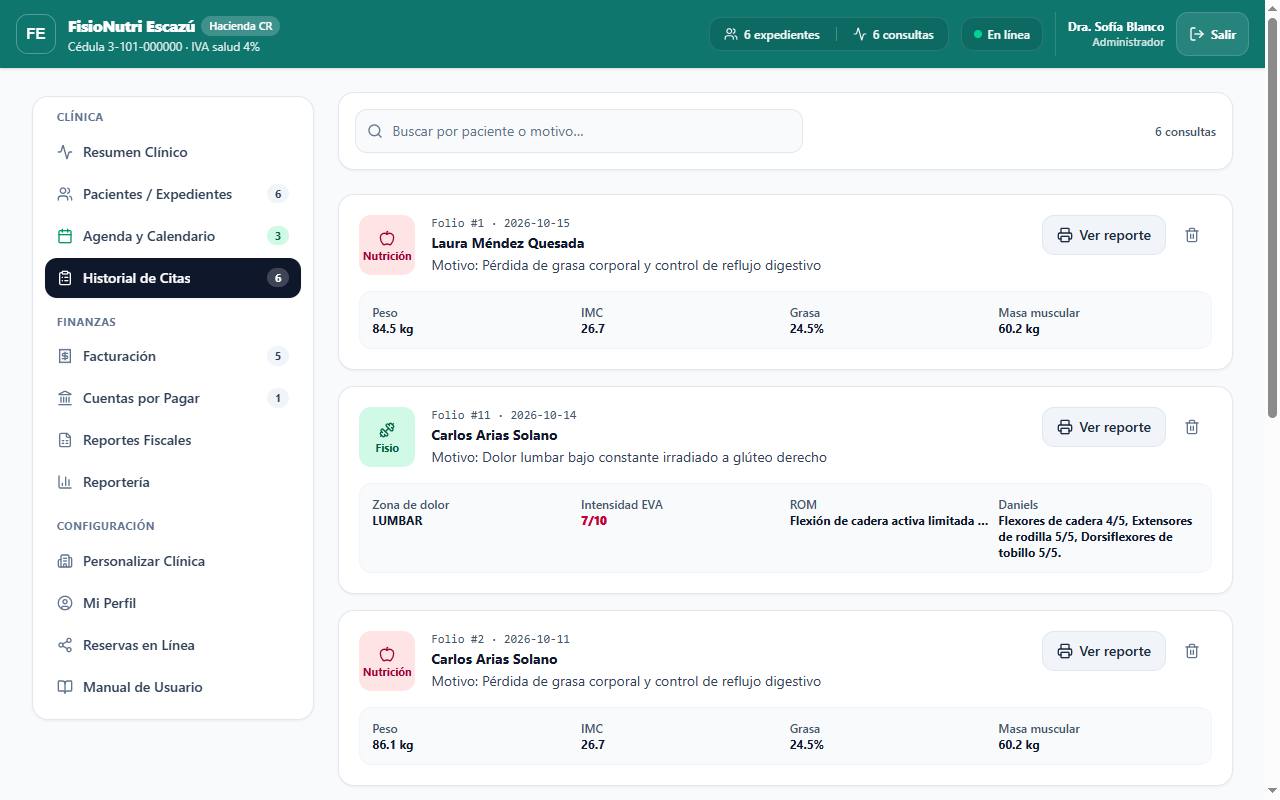 FE
FisioNutri Escazú
Hacienda CR
Cédula 3-101-000000 · IVA salud 4%
6 expedientes
6 consultas
En línea
Dra. Sofía Blanco
Administrador
Salir
CLÍNICA
Resumen Clínico
Pacientes / Expedientes 6
Agenda y Calendario 3
Historial de Citas 6
FINANZAS
Facturación 5
Cuentas por Pagar 1
Reportes Fiscales
Reportería
CONFIGURACIÓN
Personalizar Clínica
Mi Perfil
Reservas en Línea
Manual de Usuario
Buscar por paciente o motivo...
6 consultas
Nutrición
Folio #1 · 2026-10-15
Laura Méndez Quesada
Motivo: Pérdida de grasa corporal y control de reflujo digestivo
Ver reporte
Peso
84.5 kg
IMC
26.7
Grasa
24.5%
Masa muscular
60.2 kg
Fisio
Folio #11 · 2026-10-14
Carlos Arias Solano
Motivo: Dolor lumbar bajo constante irradiado a glúteo derecho
Ver reporte
Zona de dolor
LUMBAR
Intensidad EVA
7/10
ROM
Flexión de cadera activa limitada ...
Daniels
Flexores de cadera 4/5, Extensores
de rodilla 5/5, Dorsiflexores de
tobillo 5/5.
Nutrición
Folio #2 · 2026-10-11
Carlos Arias Solano
Motivo: Pérdida de grasa corporal y control de reflujo digestivo
Ver reporte
Peso
86.1 kg
IMC
26.7
Grasa
24.5%
Masa muscular
60.2 kg